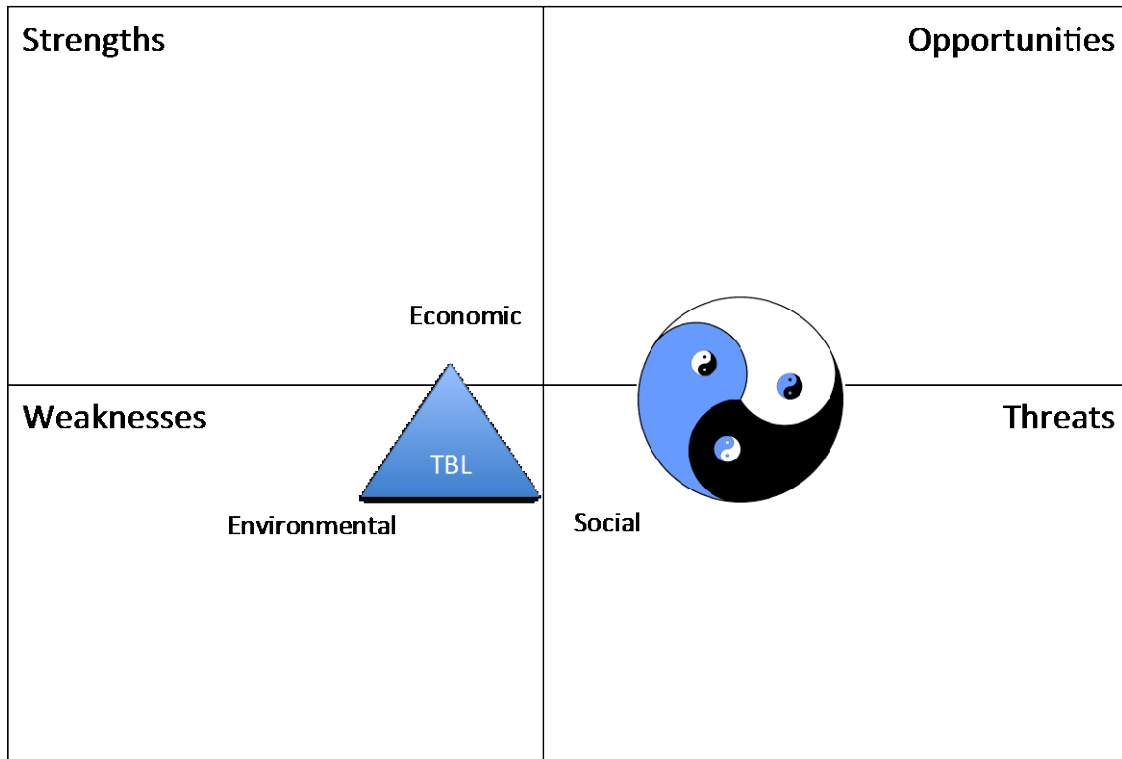 Strengths
Opportunities
Economic
Weaknesses
Threats
TBL
Environmental
Social